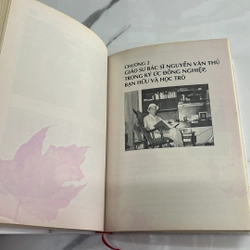 CHƯƠNG 2
GIÁO SƯ BÁC SĨ NGUYỄN VĂN THỦ
TRONG KÝ ỨC ĐỒNG NGHIỆP,
BẠN HỮU VÀ HỌC TRÒ